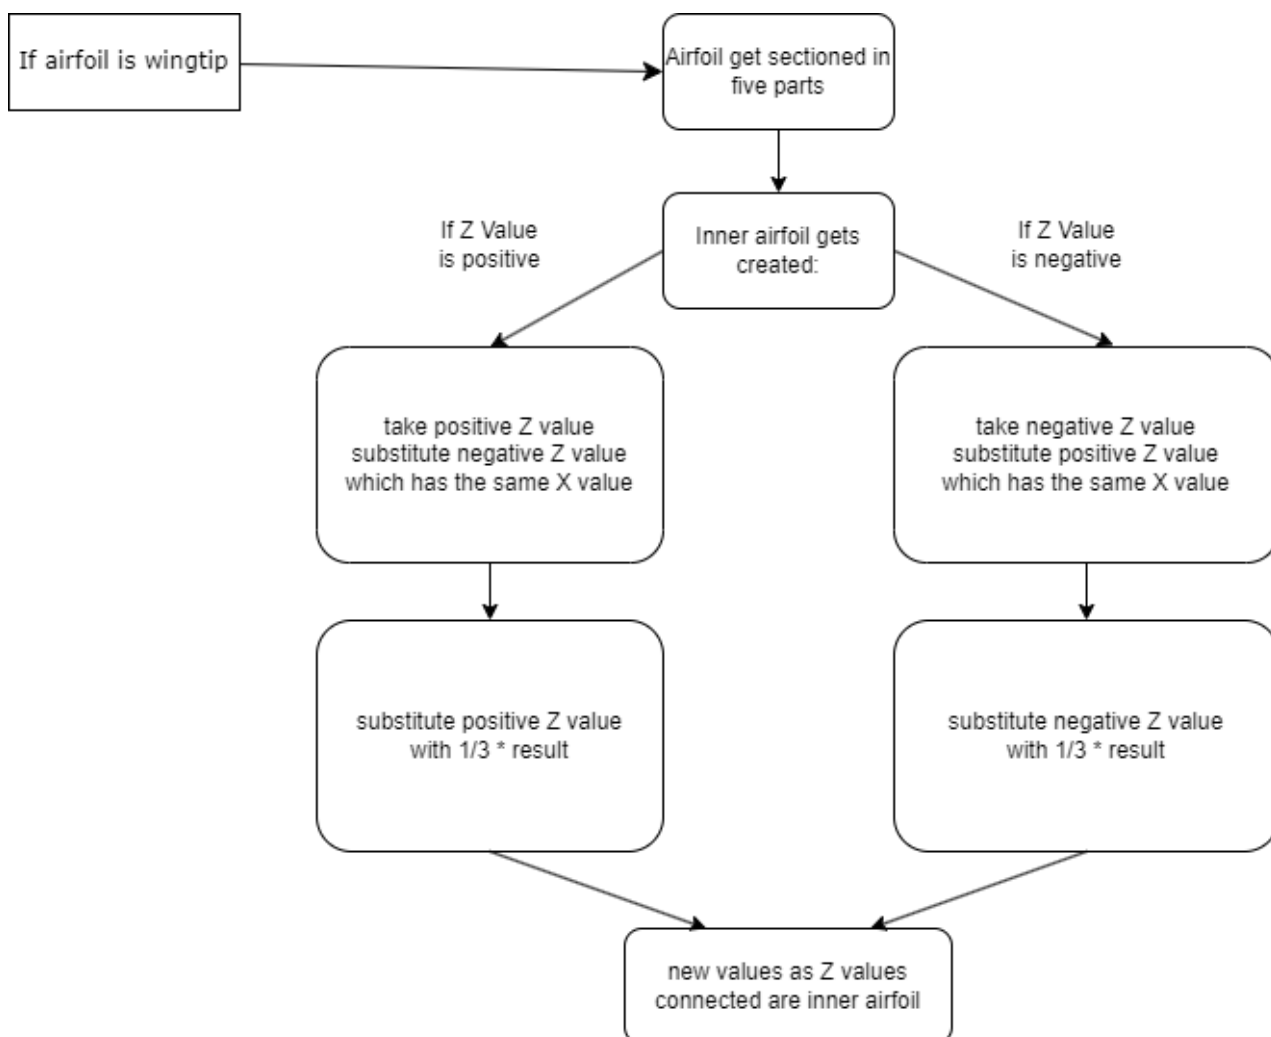 If airfoil is wingtip
Airfoil get sectioned in
five parts
If Z Value
is positive
Inner airfoil gets
created:
If Z Value
is negative
take positive Z value
substitute negative Z value
which has the same X value
take negative Z value
substitute positive Z value
which has the same X value
substitute positive Z value
with 1/3 * result
substitute negative Z value
with 1/3 * result
new values as Z values
connected are inner airfoil